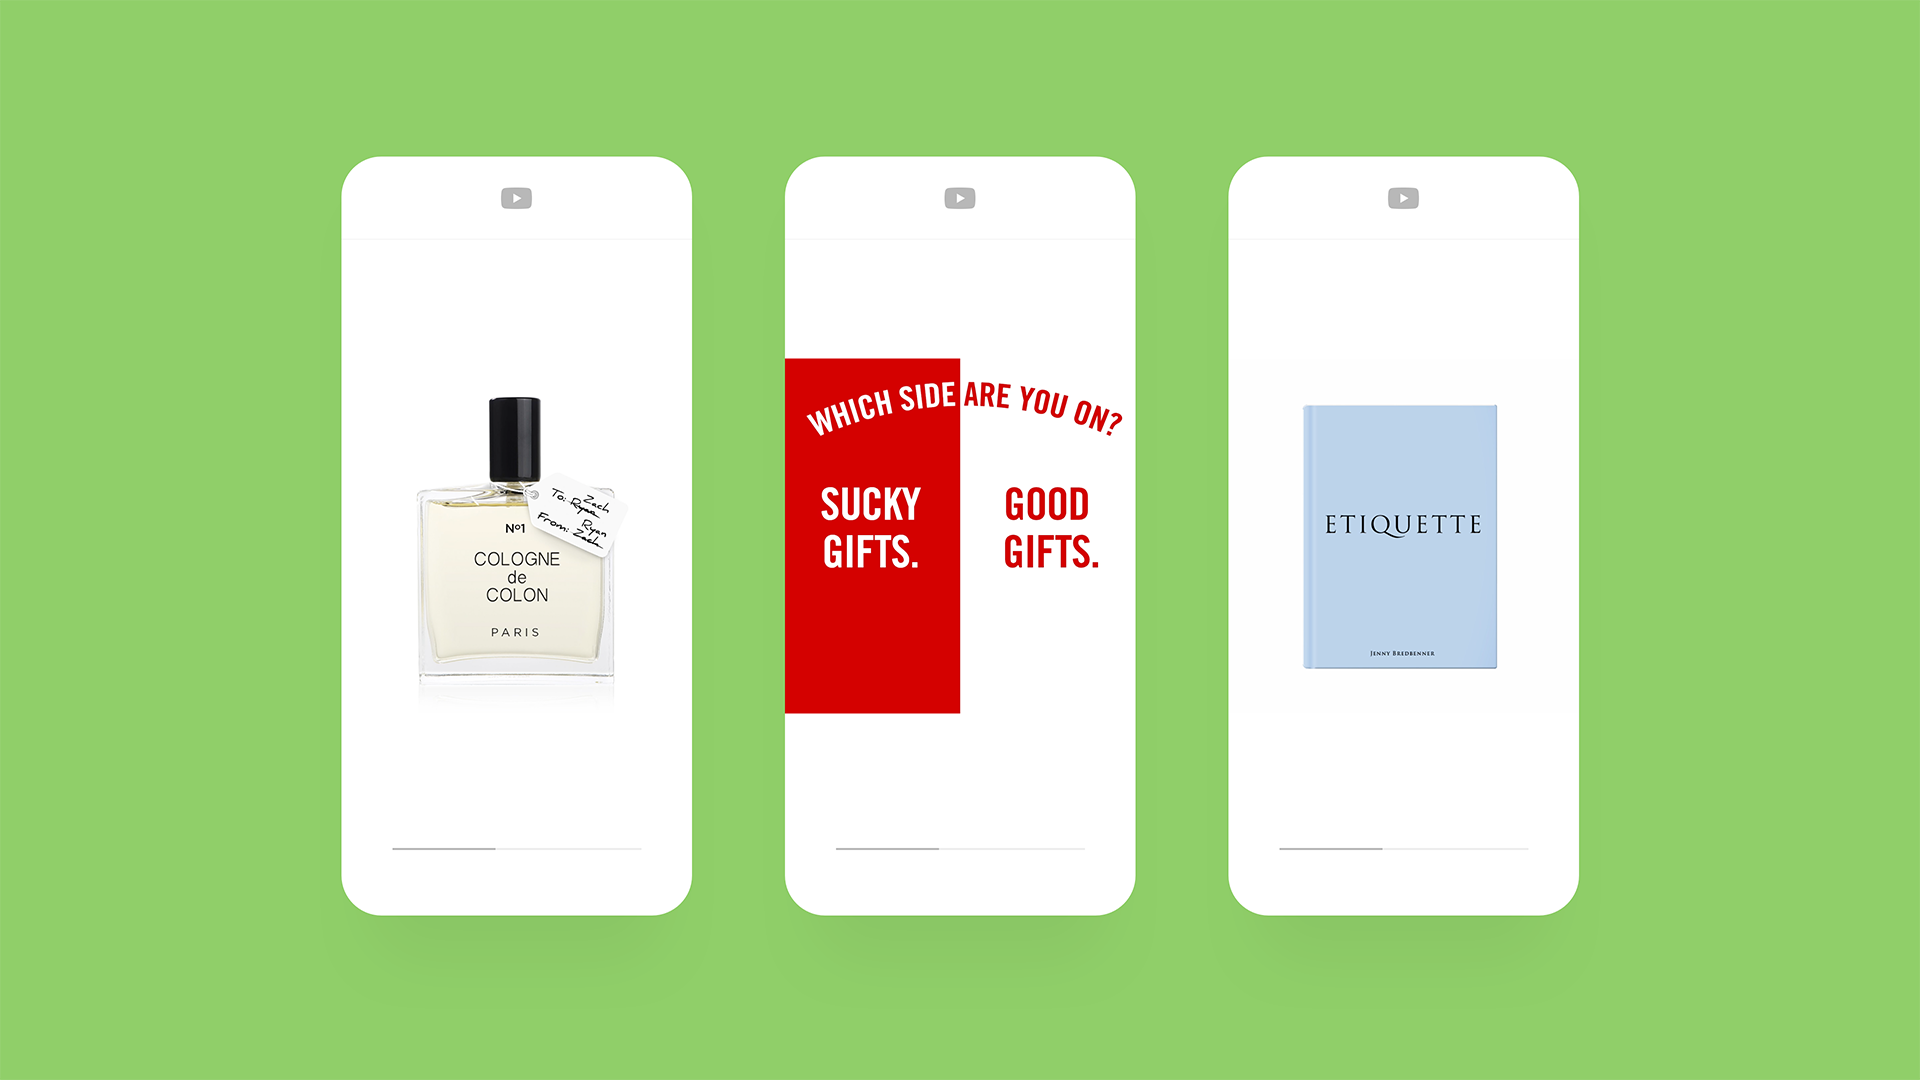 To: Zach
Ryan
From: Ryan
Zach
Nº1
COLOGNE
de
COLON
PARIS
WHICH SIDE ARE YOU ON?
SUCKY
GIFTS.
GOOD
GIFTS.
ETIQUETTE
JENNY BREDBENNER